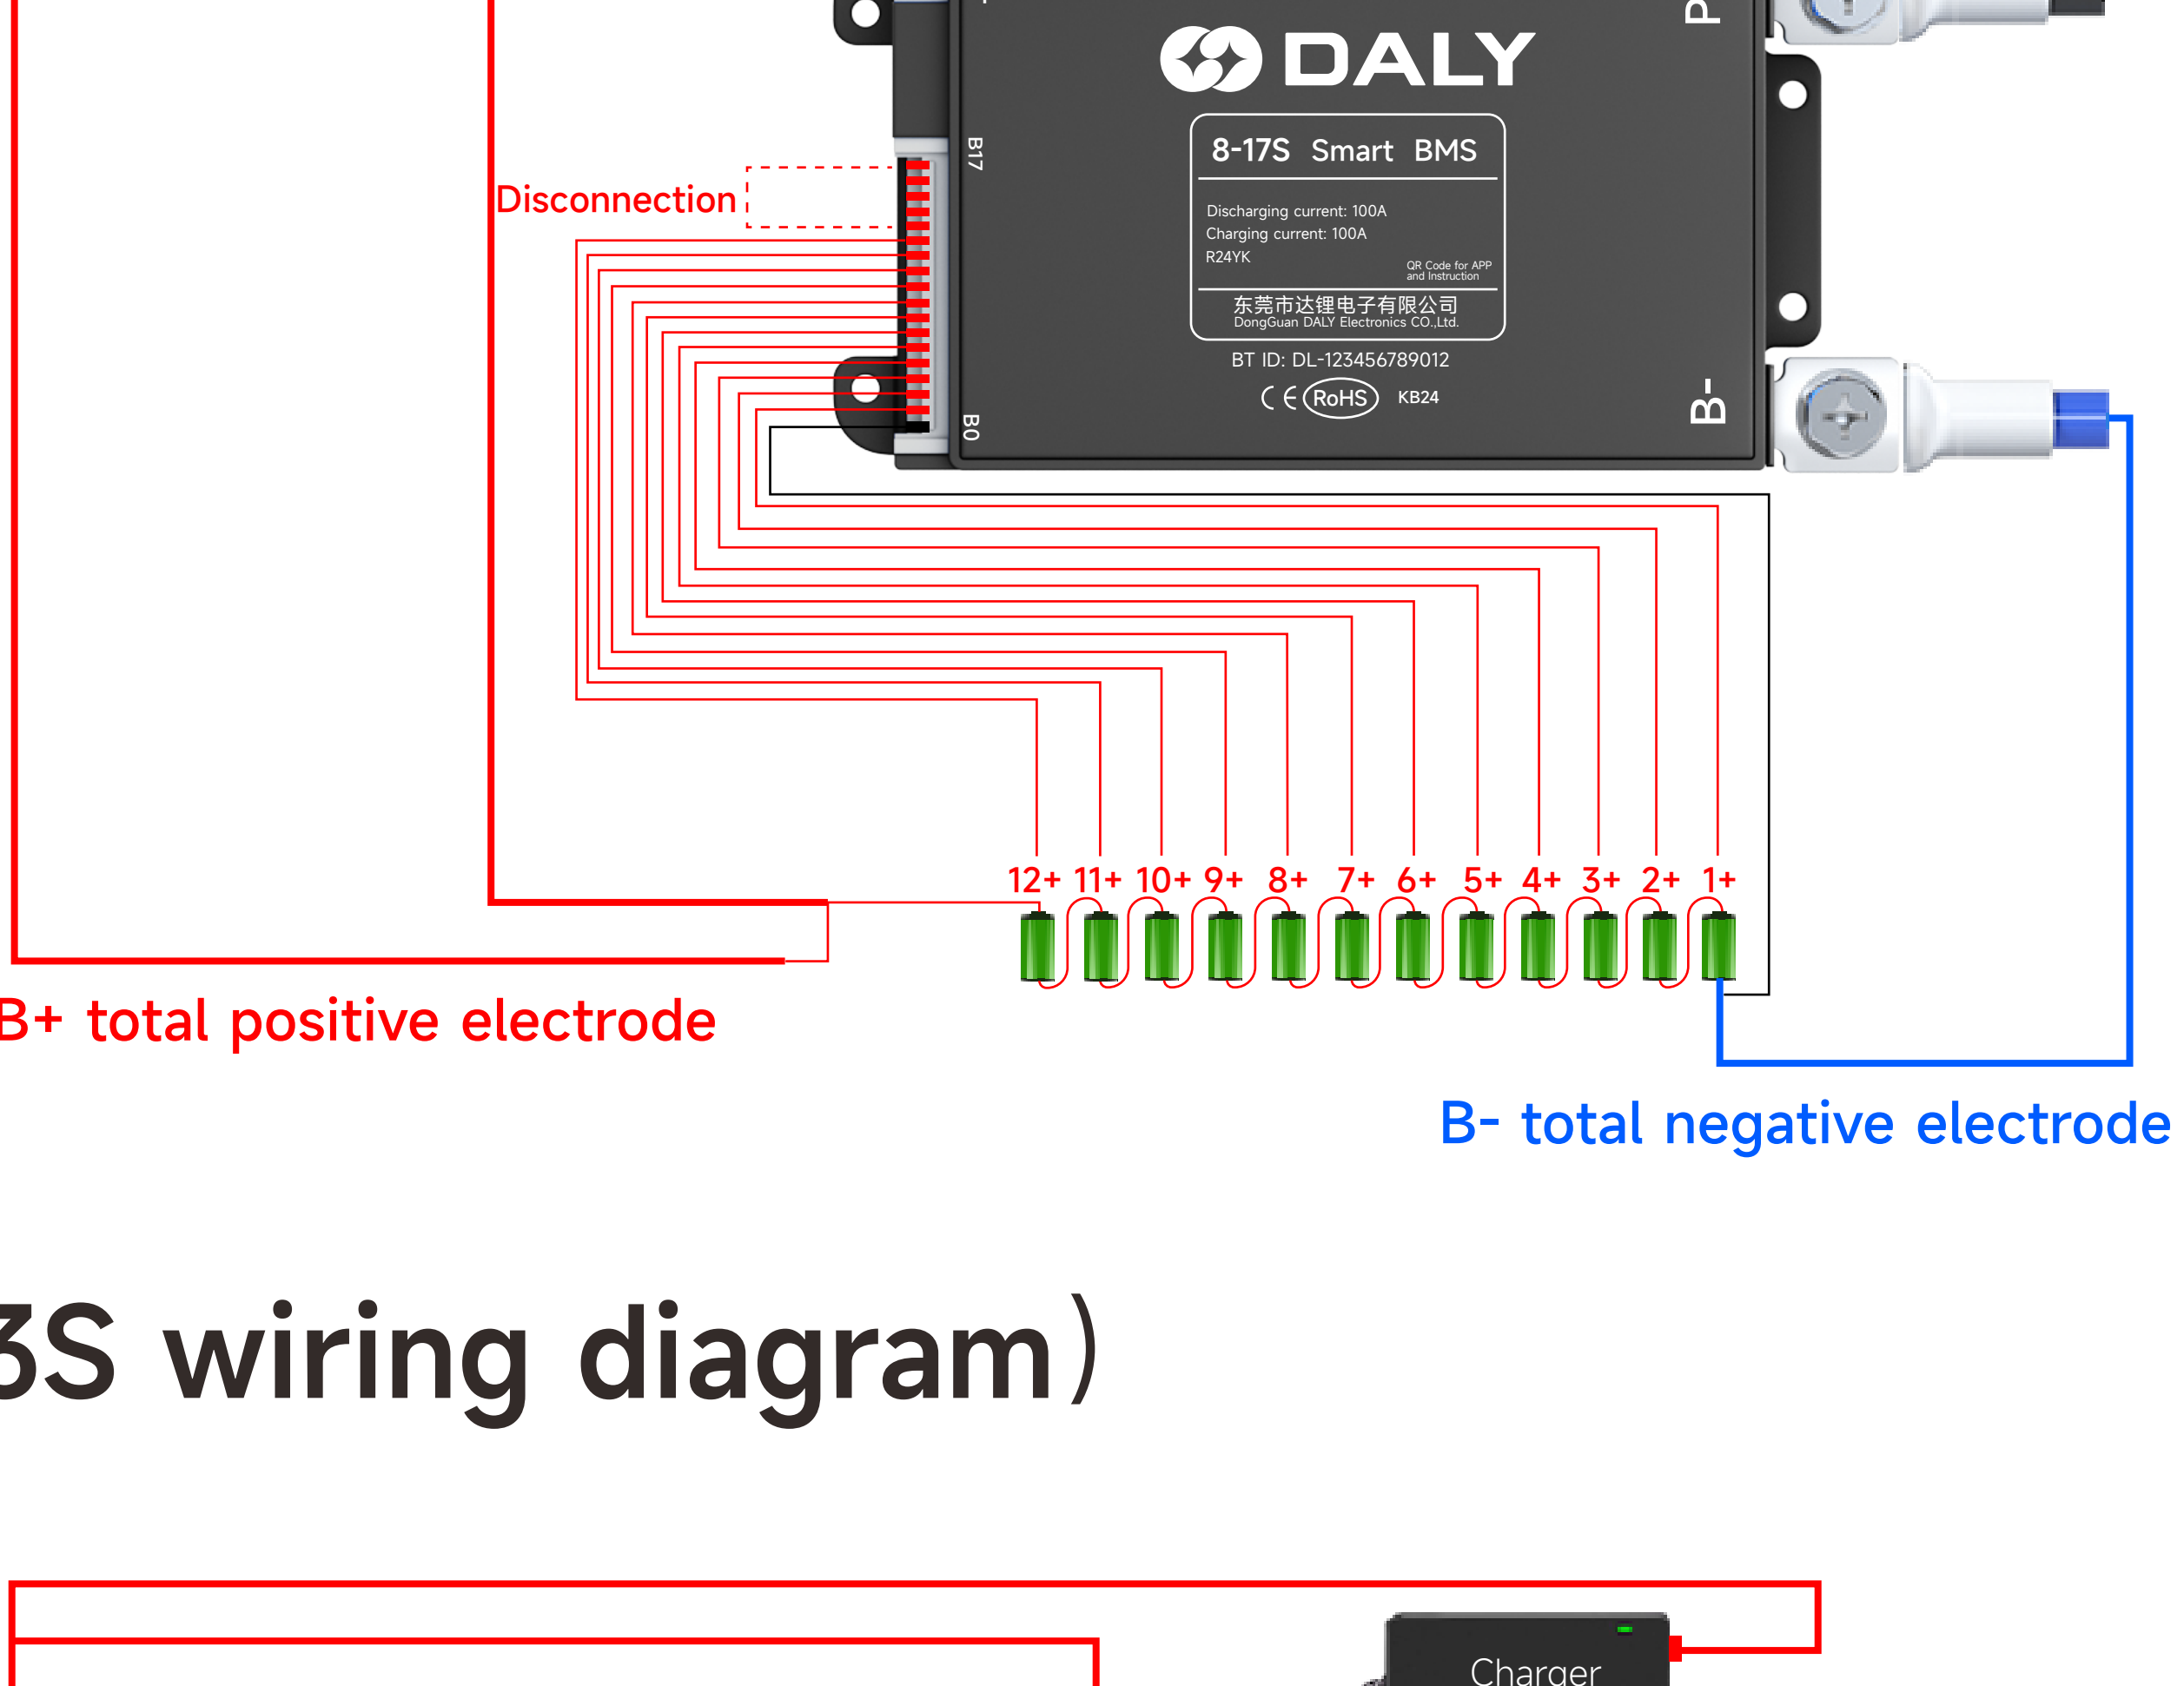 P
DALY
B17
8-17S Smart BMS
Disconnection
Discharging current: 100A
Charging current: 100A
R24YK
QR Code for APP
and Instruction
东莞市达锂电子有限公司
DongGuan DALY Electronics CO.,Ltd.
BT ID: DL-123456789012
CE RoHS KB24
B0
B-
12+ 11+ 10+ 9+ 8+ 7+ 6+ 5+ 4+ 3+ 2+ 1+
B+ total positive electrode
B- total negative electrode
3S wiring diagram)
Charger